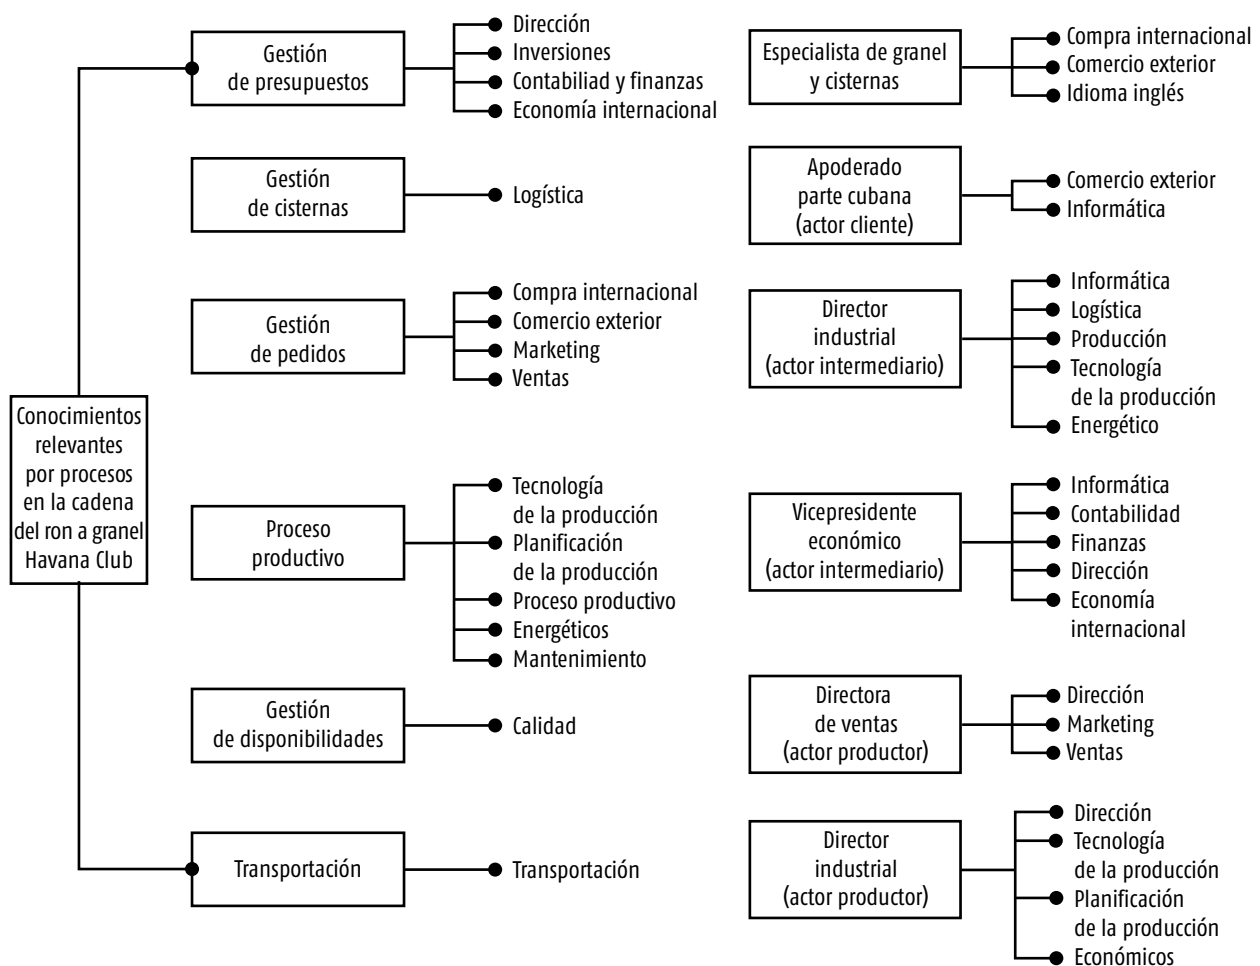 Conocimientos
relevantes
por procesos
en la cadena
del ron a granel
Havana Club
Gestión
de presupuestos
Dirección
Inversiones
Contabiliad y finanzas
Economía internacional
Gestión
de cisternas
Logística
Gestión
de pedidos
Compra internacional
Comercio exterior
Marketing
Ventas
Proceso
productivo
Tecnología
de la producción
Planificación
de la producción
Proceso productivo
Energéticos
Mantenimiento
Gestión
de disponibilidades
Calidad
Transportación
Transportación
Especialista de granel
y cisternas
Compra internacional
Comercio exterior
Idioma inglés
Apoderado
parte cubana
(actor cliente)
Comercio exterior
Informática
Director
industrial
(actor intermediario)
Informática
Logística
Producción
Tecnología
de la producción
Energético
Vicepresidente
económico
(actor intermediario)
Informática
Contabilidad
Finanzas
Dirección
Economía
internacional
Directora
de ventas
(actor productor)
Dirección
Marketing
Ventas
Director
industrial
(actor productor)
Dirección
Tecnología
de la producción
Planificación
de la producción
Económicos